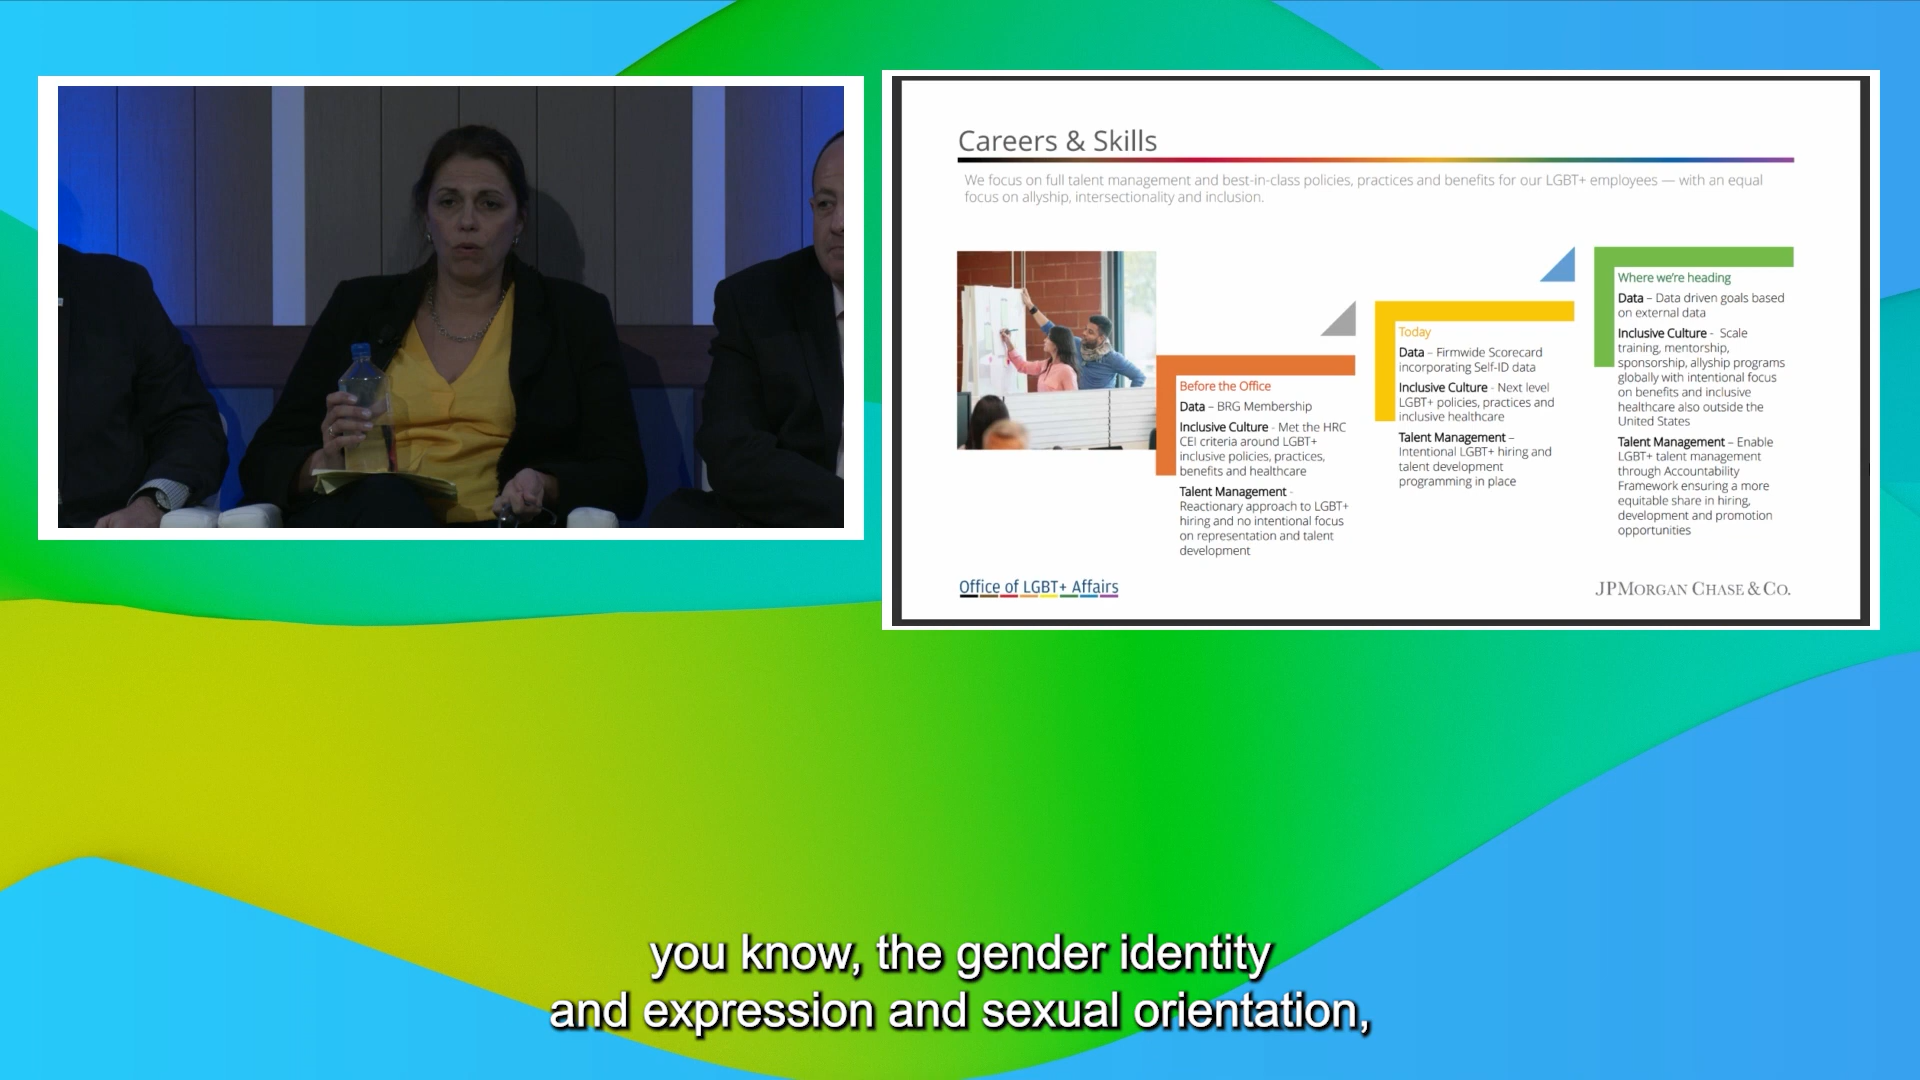 Careers & Skills
We focus on full talent management and best-in-class policies, practices and benefits for our LGBT+ employees — with an equal
focus on allyship, intersectionality and inclusion.
Before the Office
Data – BRG Membership
Inclusive Culture - Met the HRC
CEI criteria around LGBT+
inclusive policies, practices,
benefits and healthcare
Talent Management -
Reactionary approach to LGBT+
hiring and no intentional focus
on representation and talent
development
Today
Data – Firmwide Scorecard
incorporating Self-ID data
Inclusive Culture - Next level
LGBT+ policies, practices and
inclusive healthcare
Talent Management –
Intentional LGBT+ hiring and
talent development
programming in place
Where we’re heading
Data – Data driven goals based
on external data
Inclusive Culture - Scale
training, mentorship,
sponsorship, allyship programs
globally with intentional focus
on benefits and inclusive
healthcare also outside the
United States
Talent Management – Enable
LGBT+ talent management
through Accountability
Framework ensuring a more
equitable share in hiring,
development and promotion
opportunities
Office of LGBT+ Affairs
JPMORGAN CHASE & CO.
you know, the gender identity
and expression and sexual orientation,